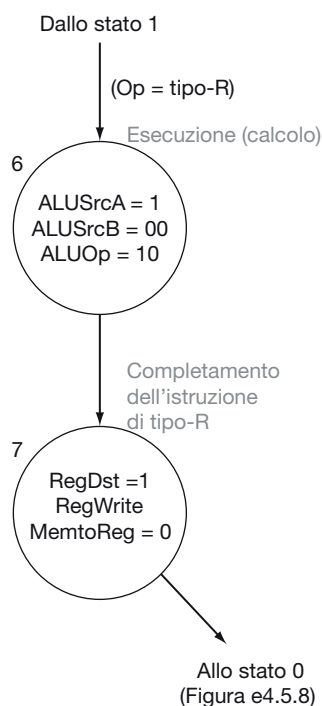 Dallo stato 1
(Op = tipo-R)
Esecuzione (calcolo)
6
ALUSrcA = 1
ALUSrcB = 00
ALUOp = 10
Completamento
dell'istruzione
di tipo-R
7
RegDst =1
RegWrite
MemtoReg = 0
Allo stato 0
(Figura e4.5.8)